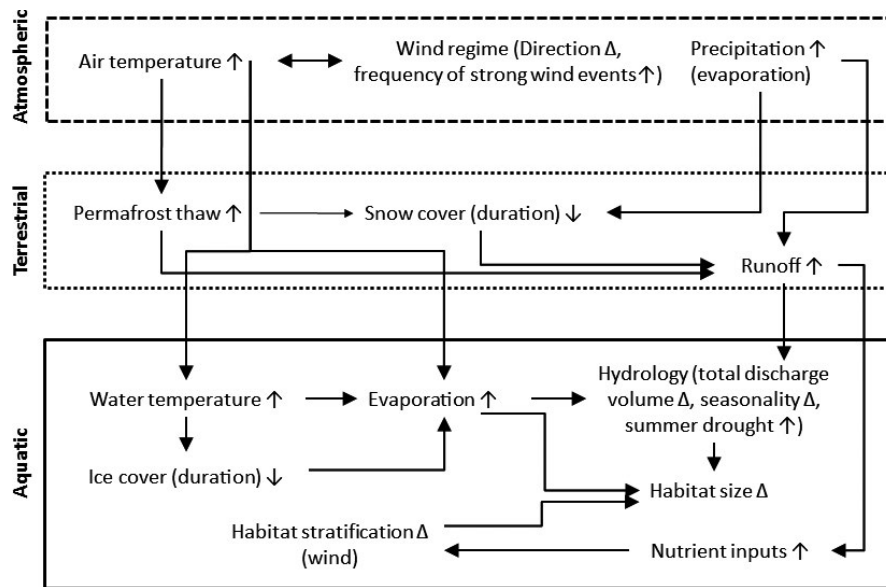 Atmospheric
Air temperature ↑
Wind regime (Direction Δ,
frequency of strong wind events↑)
Precipitation ↑
(evaporation)
Terrestrial
Permafrost thaw ↑
Snow cover (duration) ↓
Runoff ↑
Aquatic
Water temperature ↑
Evaporation ↑
Hydrology (total discharge
volume Δ, seasonality Δ,
summer drought ↑)
Ice cover (duration) ↓
Habitat size Δ
Habitat stratification Δ
(wind)
Nutrient inputs ↑